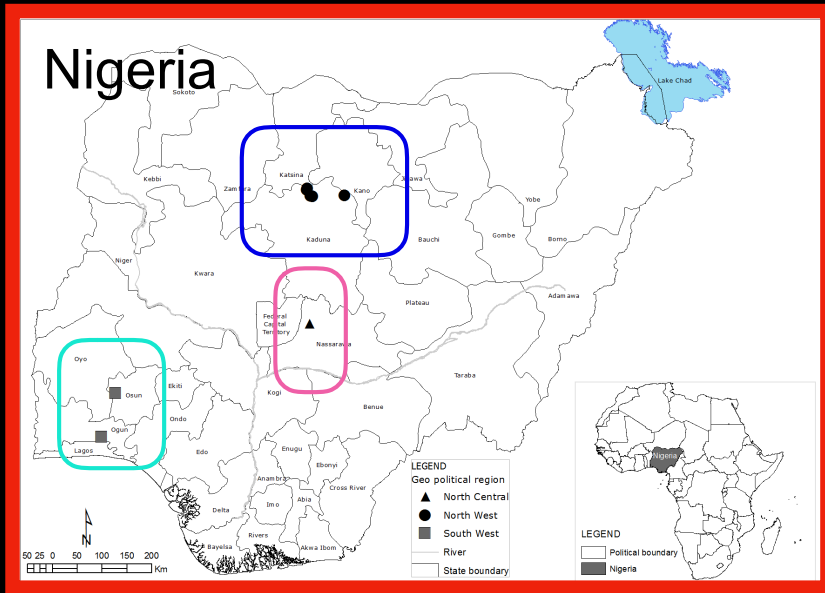 Nigeria
Sokoto
Lake Chad
Katsina
Kebbi
Zamfara
Kano
Jigawa
Yobe
Kaduna
Bauchi
Gombe
Borno
Niger
Kwara
Adamawa
Plateau
Federal
Capital
Territory
Nassarawa
Oyo
Taraba
Ekiti
Osun
Kogi
Benue
Ondo
Ogun
Lagos
Edo
Enugu
Ebonyi
Anambra
Cross River
Imo
Abia
Delta
Rivers
Bayelsa
Akwa Ibom
N
50 25 0 50 100 150 200
Km
LEGEND
Geo political region
North Central
North West
South West
River
State boundary
Nigeria
LEGEND
Political boundary
Nigeria